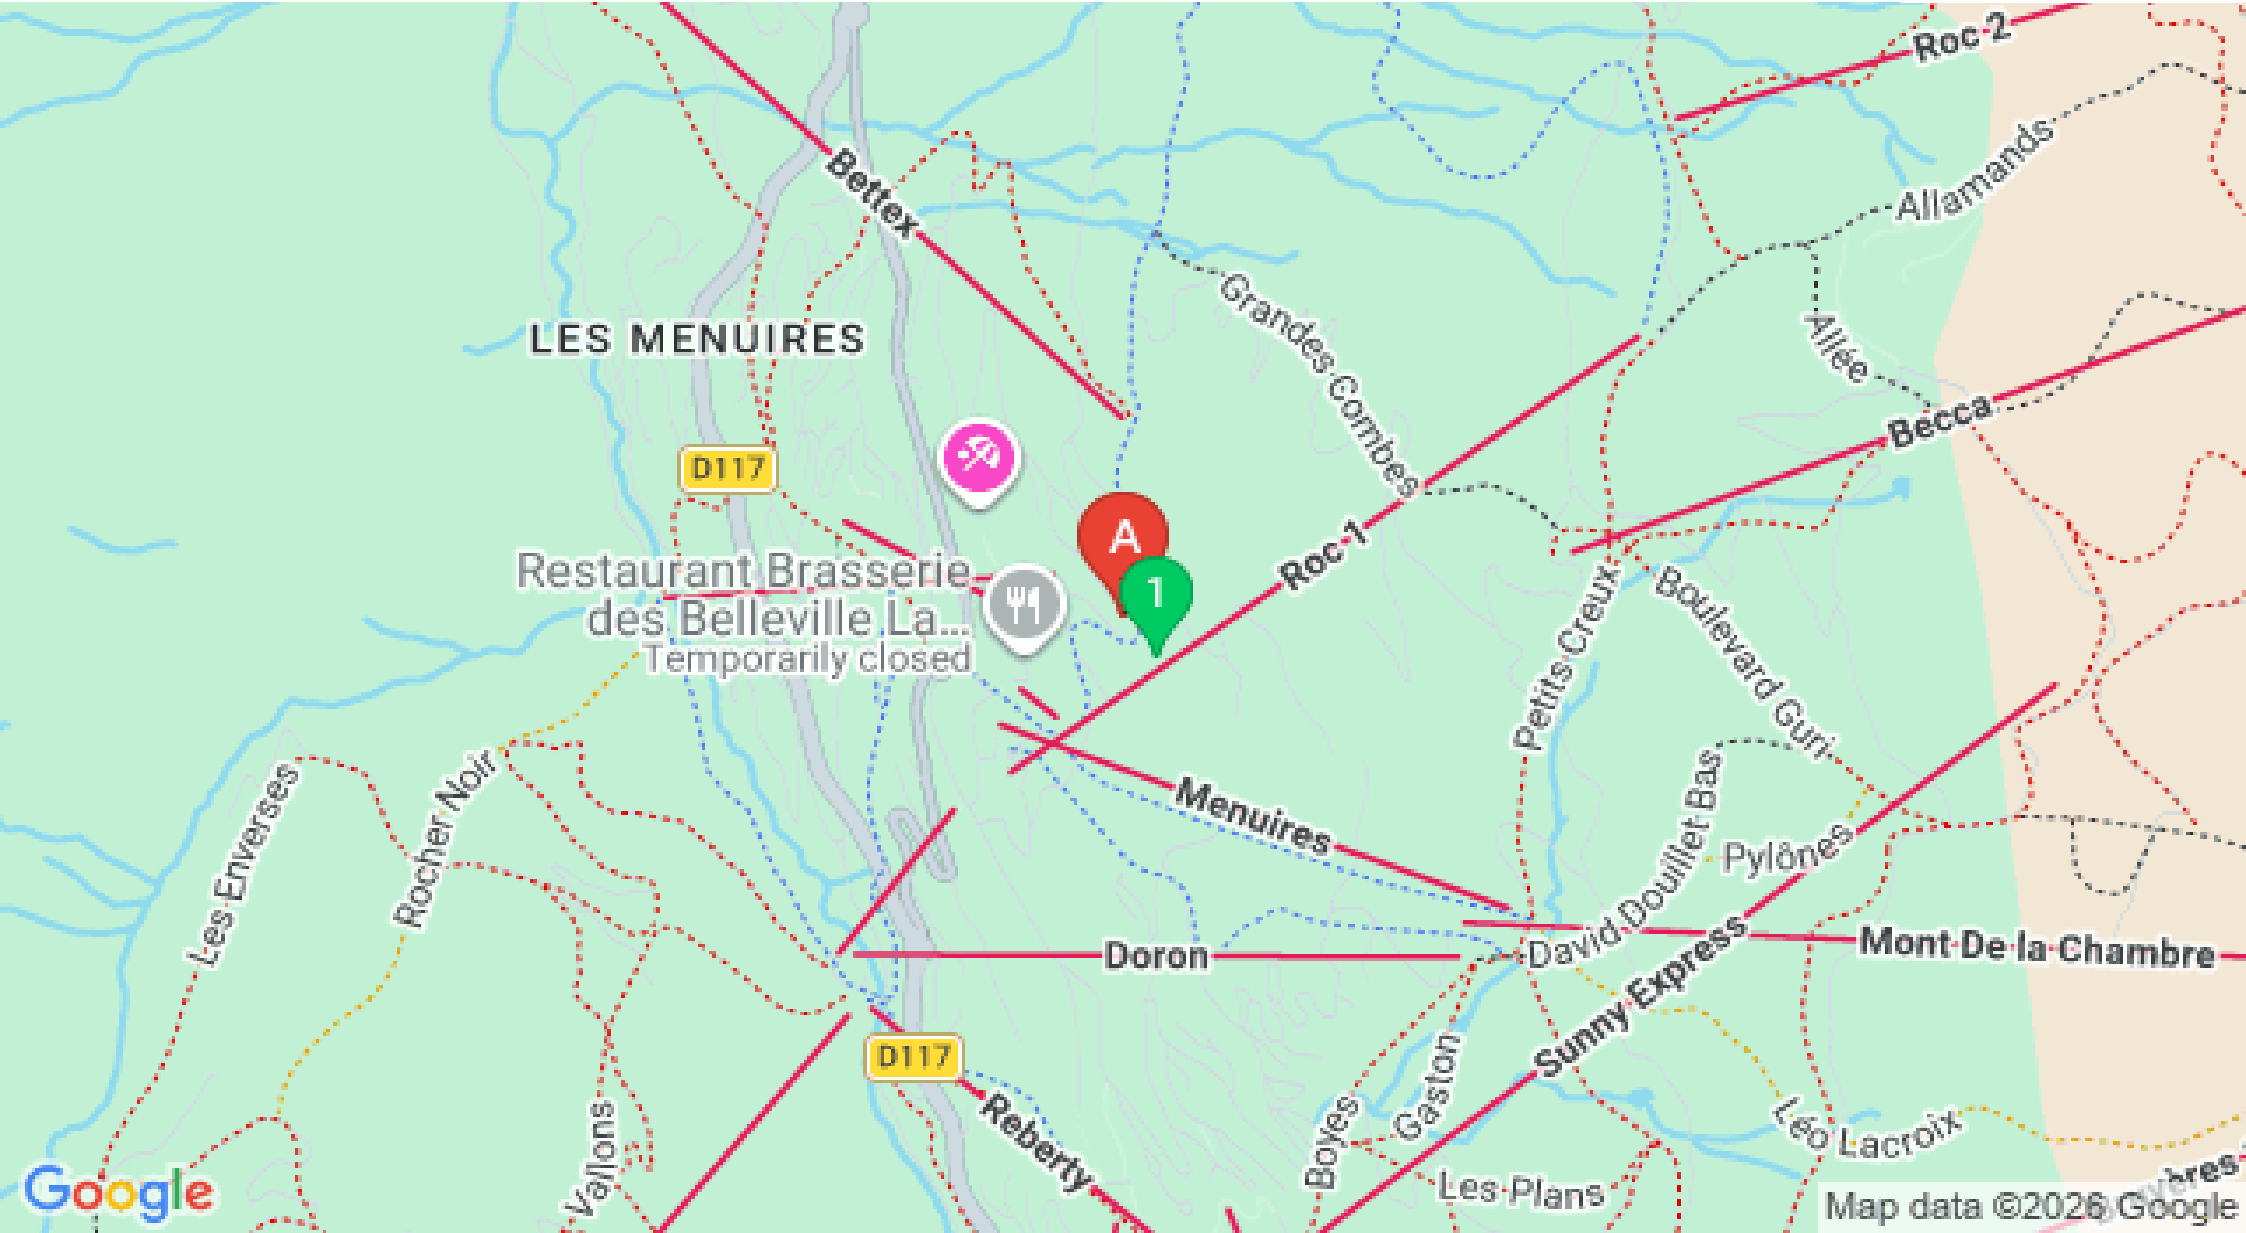 Roc 2
Bettex
Allamands
Grandes Combes
LES MENUIRES
Allée
Becca
D117
A
1
Roc 1
Restaurant Brasserie
des Belleville La...
Temporarily closed
Petits Creux
Boulevard Guri
Les Enverses
Rocher Noir
Menuires
David Douillet Bas
Pylônes
Doron
Mont De la Chambre
Sunny Express
D117
Gaston
Reberty
Boyes
Vallons
Léo Lacroix
Les Plans
Google
Map data ©2026 Google